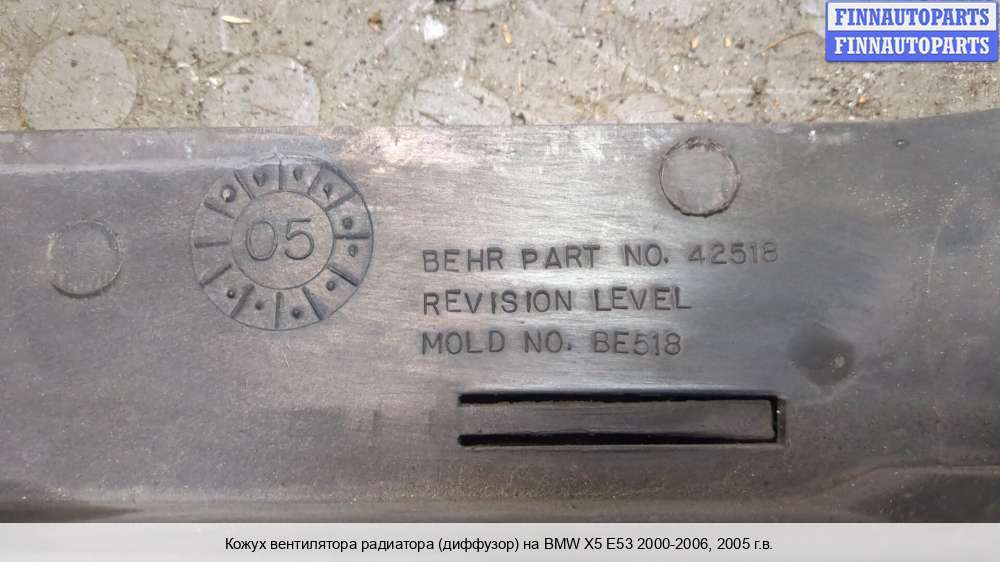 FINNAUTOPARTS
FINNAUTOPARTS
05
BEHR PART NO. 42518
REVISION LEVEL
MOLD NO. BE518
Кожух вентилятора радиатора (диффузор) на BMW X5 E53 2000-2006, 2005 г.в.